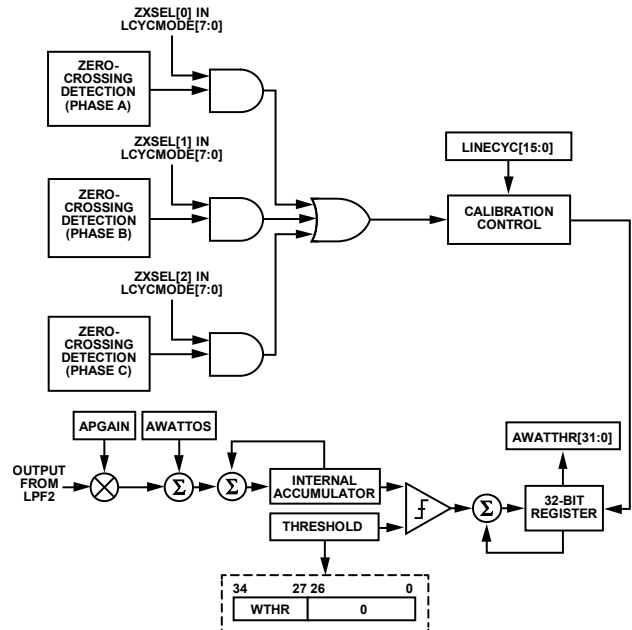 ZXSEL[0] IN
LCYCMODE[7:0]
ZERO-
CROSSING
DETECTION
(PHASE A)
ZXSEL[1] IN
LCYCMODE[7:0]
ZERO-
CROSSING
DETECTION
(PHASE B)
LINECYC[15:0]
CALIBRATION
CONTROL
ZXSEL[2] IN
LCYCMODE[7:0]
ZERO-
CROSSING
DETECTION
(PHASE C)
APGAIN
AWATTOS
AWATTHR[31:0]
OUTPUT
FROM
LPF2
Σ
Σ
INTERNAL
ACCUMULATOR
Σ
32-BIT
REGISTER
THRESHOLD
34 27 26 0
WTHR 0